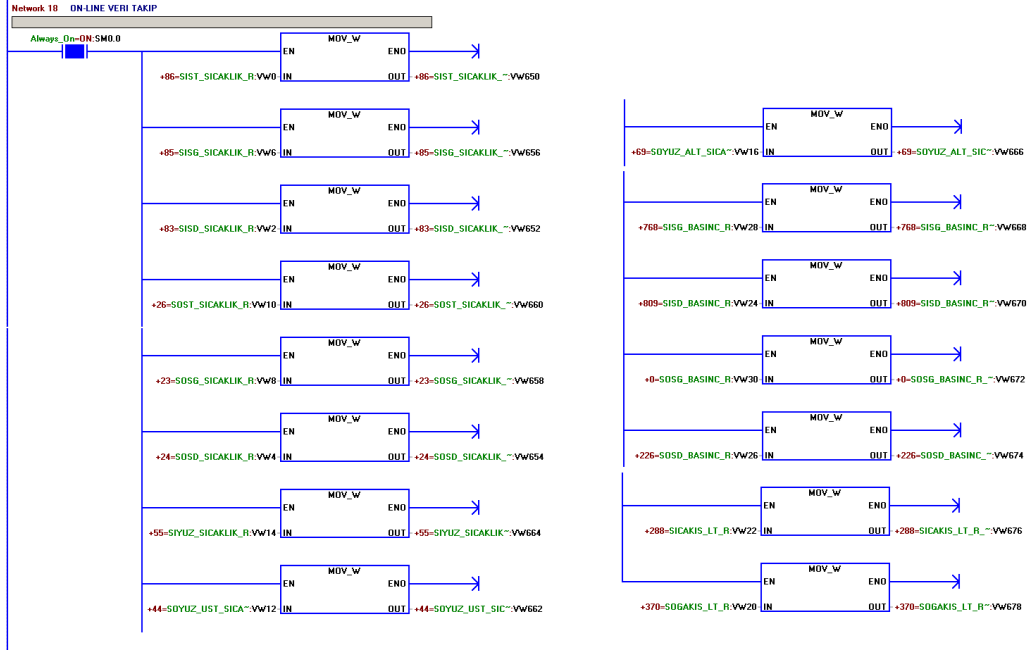 Network 18 ON-LINE VERI TAKIP
Always_On=ON:SM0.0
MOV_W
EN ENO
+86=SIST_SICAKLIK_R:VW0 IN OUT +86=SIST_SICAKLIK_~:VW650
MOV_W
EN ENO
+85=SISG_SICAKLIK_R:VW6 IN OUT +85=SISG_SICAKLIK_~:VW656
MOV_W
EN ENO
+83=SISD_SICAKLIK_R:VW2 IN OUT +83=SISD_SICAKLIK_~:VW652
MOV_W
EN ENO
+26=SOST_SICAKLIK_R:VW10 IN OUT +26=SOST_SICAKLIK_~:VW660
MOV_W
EN ENO
+23=SOSG_SICAKLIK_R:VW8 IN OUT +23=SOSG_SICAKLIK_~:VW658
MOV_W
EN ENO
+24=SOSD_SICAKLIK_R:VW4 IN OUT +24=SOSD_SICAKLIK_~:VW654
MOV_W
EN ENO
+55=SIYUZ_SICAKLIK_R:VW14 IN OUT +55=SIYUZ_SICAKLIK~:VW664
MOV_W
EN ENO
+44=SOYUZ_UST_SICA~:VW12 IN OUT +44=SOYUZ_UST_SIC~:VW662
MOV_W
EN ENO
+69=SOYUZ_ALT_SICA~:VW16 IN OUT +69=SOYUZ_ALT_SIC~:VW666
MOV_W
EN ENO
+768=SISG_BASINC_R:VW28 IN OUT +768=SISG_BASINC_R~:VW668
MOV_W
EN ENO
+809=SISD_BASINC_R:VW24 IN OUT +809=SISD_BASINC_R~:VW670
MOV_W
EN ENO
+0=SOSG_BASINC_R:VW30 IN OUT +0=SOSG_BASINC_R_~:VW672
MOV_W
EN ENO
+226=SOSD_BASINC_R:VW26 IN OUT +226=SOSD_BASINC_~:VW674
MOV_W
EN ENO
+288=SICAKIS_LT_R:VW22 IN OUT +288=SICAKIS_LT_R_~:VW676
MOV_W
EN ENO
+370=SOGAKIS_LT_R:VW20 IN OUT +370=SOGAKIS_LT_R~:VW678